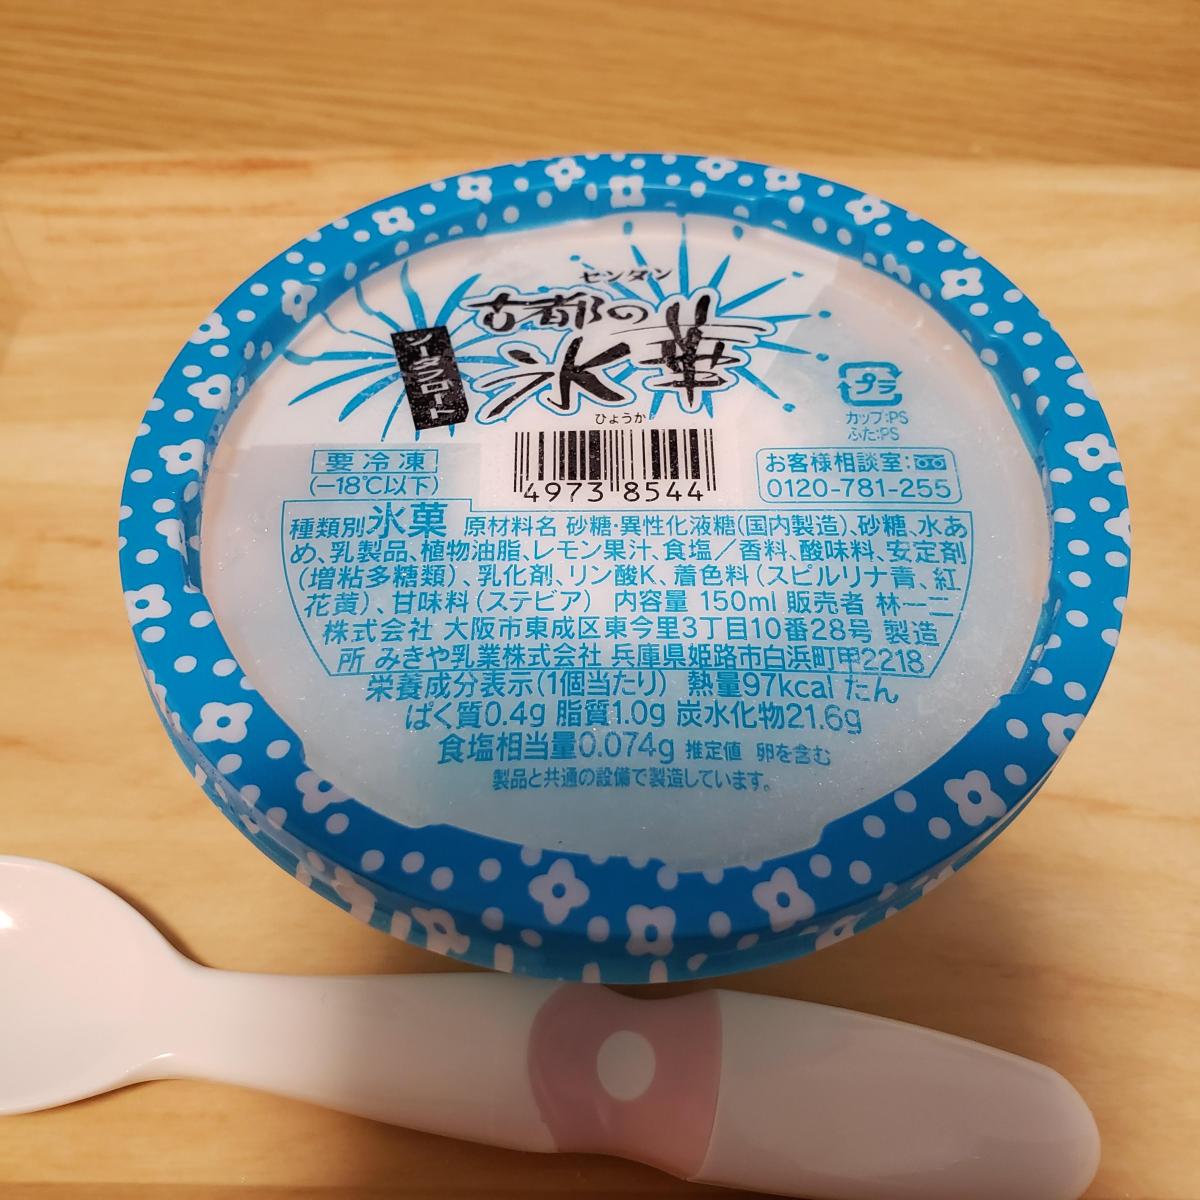 センタン
古都の
氷華
ひょうか
ソーダフロート
プラ
カップ:PS
ふた:PS
要冷凍
(−18℃以下)
4973 8544
お客様相談室:
0120-781-255
種類別 氷菓 原材料名 砂糖・異性化液糖(国内製造)、砂糖、水あ
め、乳製品、植物油脂、レモン果汁、食塩/香料、酸味料、安定剤
(増粘多糖類)、乳化剤、リン酸K、着色料(スピルリナ青、紅
花黄)、甘味料(ステビア) 内容量 150ml 販売者 林一二
株式会社 大阪市東成区東今里3丁目10番28号 製造
所 みきや乳業株式会社 兵庫県姫路市白浜町甲2218
栄養成分表示(1個当たり) 熱量97kcal たん
ぱく質0.4g 脂質1.0g 炭水化物21.6g
食塩相当量0.074g 推定値 卵を含む
製品と共通の設備で製造しています。